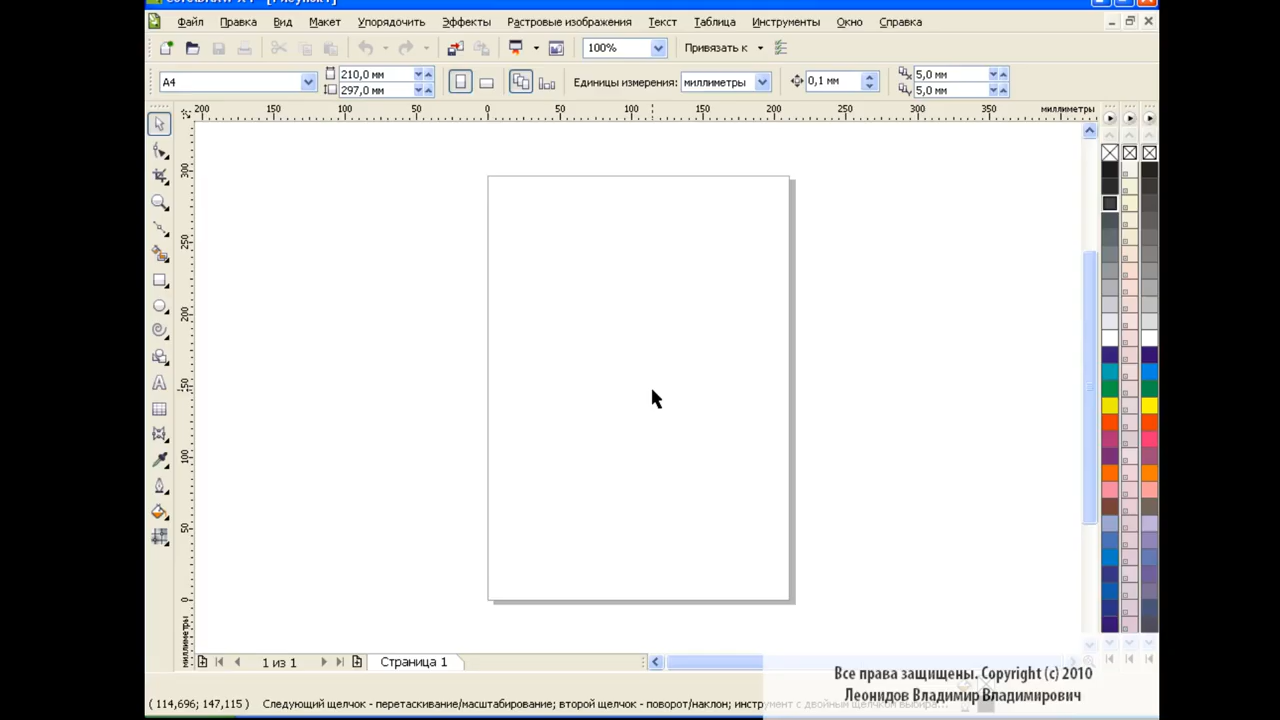 Файл Правка Вид Макет Упорядочить Эффекты Растровые изображения Текст Таблица Инструменты Окно Справка
100% Привязать к
A4 210,0 мм 297,0 мм Единицы измерения: миллиметры 0,1 мм 5,0 мм 5,0 мм
200 150 100 50 0 50 100 150 200 250 300 350 миллиметры
300
250
200
150
100
50
0
миллиметры
1 из 1 Страница 1
Все права защищены. Copyright (c) 2010
Леонидов Владимир Владимирович
( 114,696; 147,115 ) Следующий щелчок - перетаскивание/масштабирование; второй щелчок - поворот/наклон; инструмент с двойным щелчком выбира...